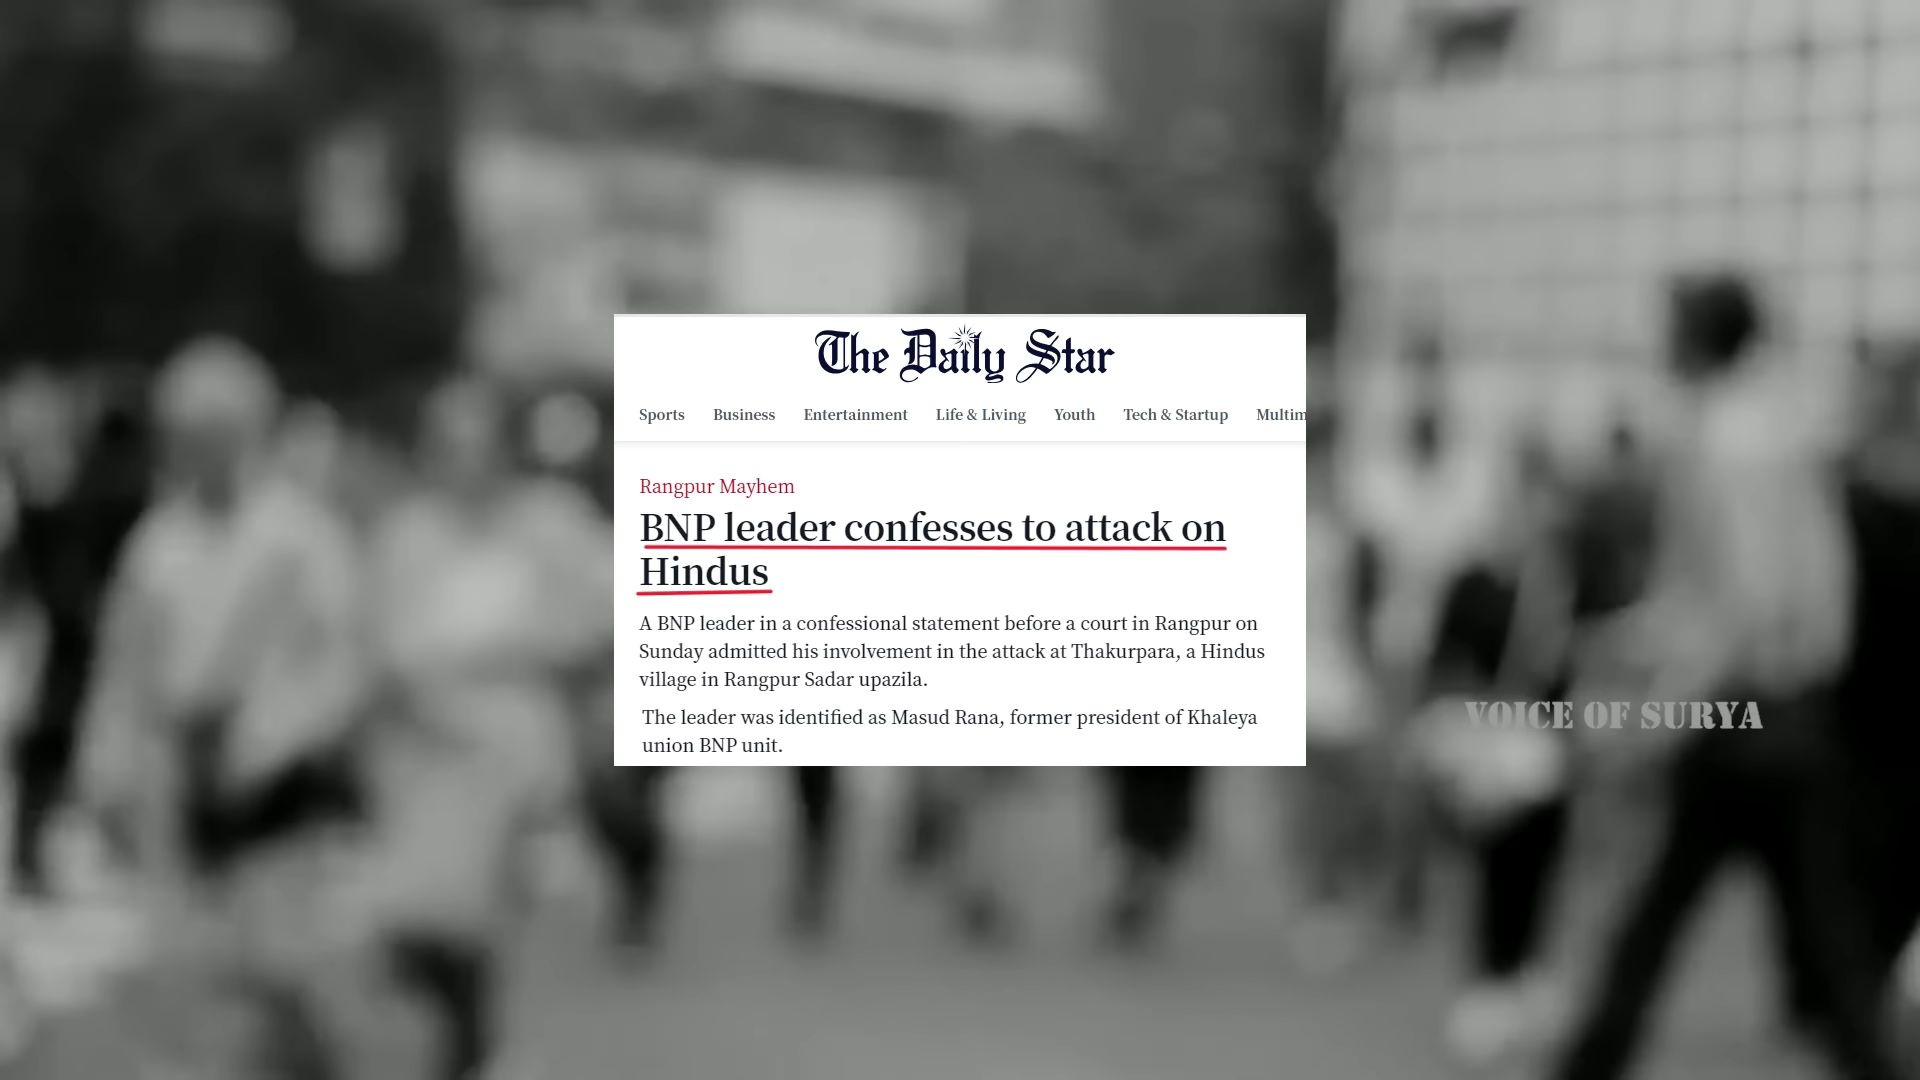 The Daily Star
Sports Business Entertainment Life & Living Youth Tech & Startup Multim
Rangpur Mayhem
BNP leader confesses to attack on
Hindus
A BNP leader in a confessional statement before a court in Rangpur on
Sunday admitted his involvement in the attack at Thakurpara, a Hindus
village in Rangpur Sadar upazila.
The leader was identified as Masud Rana, former president of Khaleya
union BNP unit.
VOICE OF SURYA